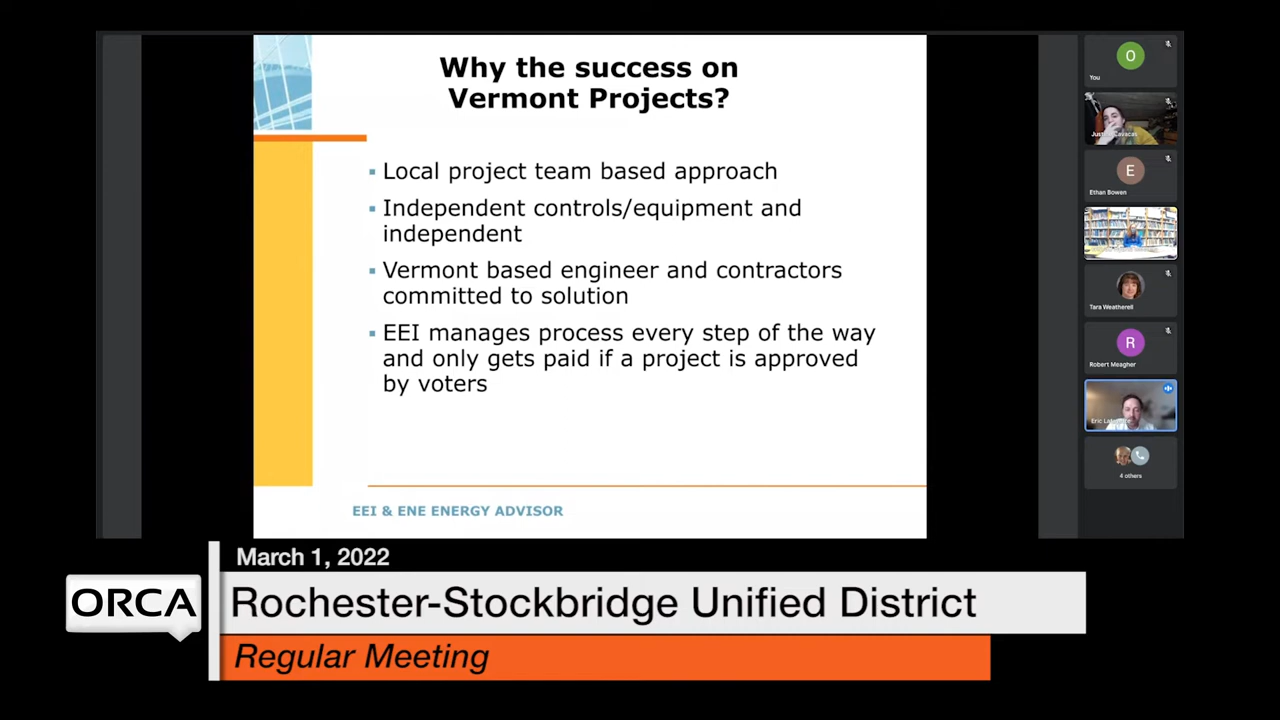 Why the success on
Vermont Projects?
Local project team based approach
Independent controls/equipment and
independent
Vermont based engineer and contractors
committed to solution
EEI manages process every step of the way
and only gets paid if a project is approved
by voters
EEI & ENE ENERGY ADVISOR
O
You
E
Ethan Bowen
Tara Weatherell
R
Robert Meagher
Eric
4 others
March 1, 2022
ORCA
Rochester-Stockbridge Unified District
Regular Meeting